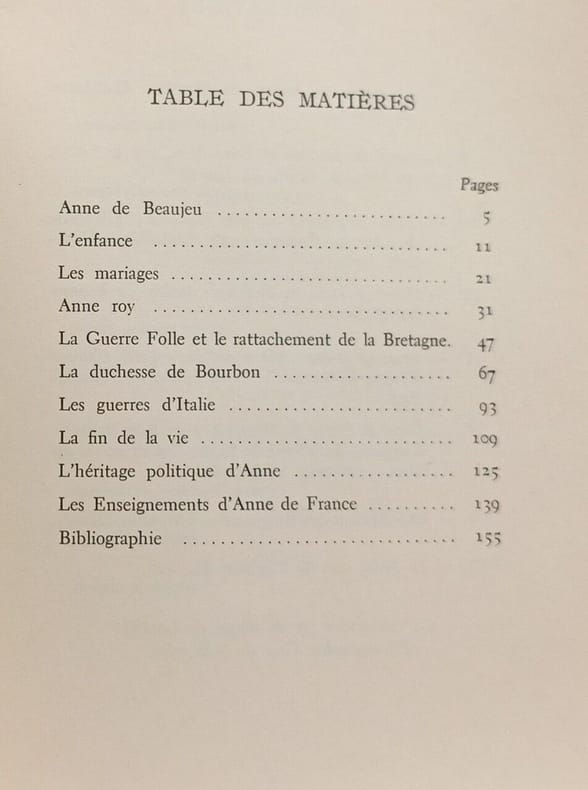 TABLE DES MATIÈRES
Pages
Anne de Beaujeu .......................... 5
L'enfance ................................. 11
Les mariages ............................... 21
Anne roy ................................. 31
La Guerre Folle et le rattachement de la Bretagne. 47
La duchesse de Bourbon .................... 67
Les guerres d'Italie ......................... 93
La fin de la vie ............................ 109
L'héritage politique d'Anne .................. 125
Les Enseignements d'Anne de France .......... 139
Bibliographie ............................... 155